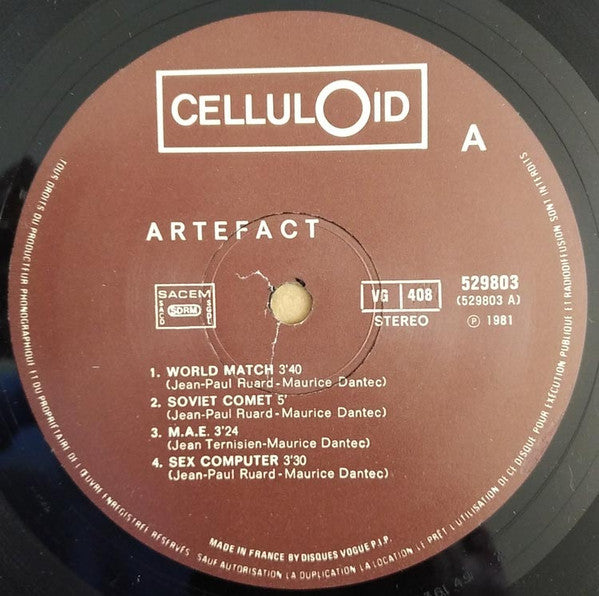 CELLULOID
A
ARTEFACT
SACEM
SACD SDRM SGDL
VG 408
STEREO
529803
(529803 A)
Ⓟ 1981
1. WORLD MATCH 3'40
(Jean-Paul Ruard-Maurice Dantec)
2. SOVIET COMET 5'
(Jean-Paul Ruard-Maurice Dantec)
3. M.A.E. 3'24
(Jean Ternisien-Maurice Dantec)
4. SEX COMPUTER 3'30
(Jean-Paul Ruard-Maurice Dantec)
MADE IN FRANCE BY DISQUES VOGUE P.I.P.
TOUS DROITS DU PRODUCTEUR PHONOGRAPHIQUE ET DU PROPRIÉTAIRE DE L'ŒUVRE ENREGISTRÉE RÉSERVÉS. SAUF AUTORISATION LA DUPLICATION LA LOCATION LE PRÊT L'UTILISATION DE CE DISQUE POUR EXÉCUTION PUBLIQUE ET RADIODIFFUSION SONT INTERDITS